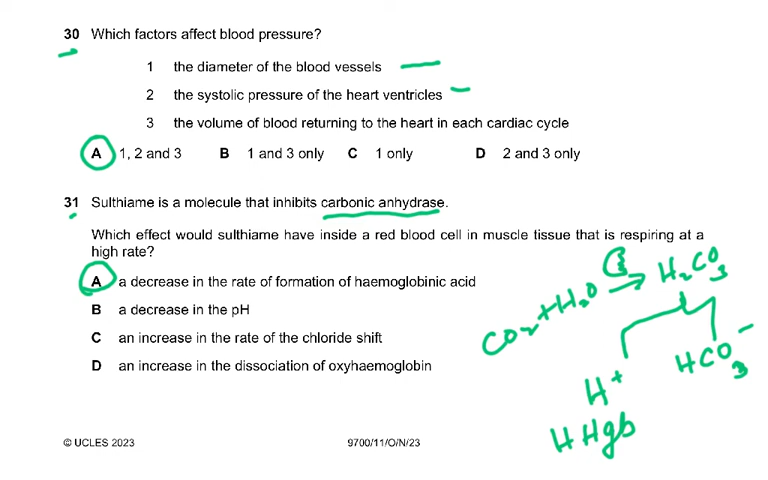 30 Which factors affect blood pressure?
1 the diameter of the blood vessels
2 the systolic pressure of the heart ventricles
3 the volume of blood returning to the heart in each cardiac cycle
A 1, 2 and 3 B 1 and 3 only C 1 only D 2 and 3 only
31 Sulthiame is a molecule that inhibits carbonic anhydrase.
Which effect would sulthiame have inside a red blood cell in muscle tissue that is respiring at a
high rate?
A a decrease in the rate of formation of haemoglobinic acid
B a decrease in the pH
C an increase in the rate of the chloride shift
D an increase in the dissociation of oxyhaemoglobin
CO2 + H2O → H2CO3
H+ HCO3−
HHgb
© UCLES 2023 9700/11/O/N/23